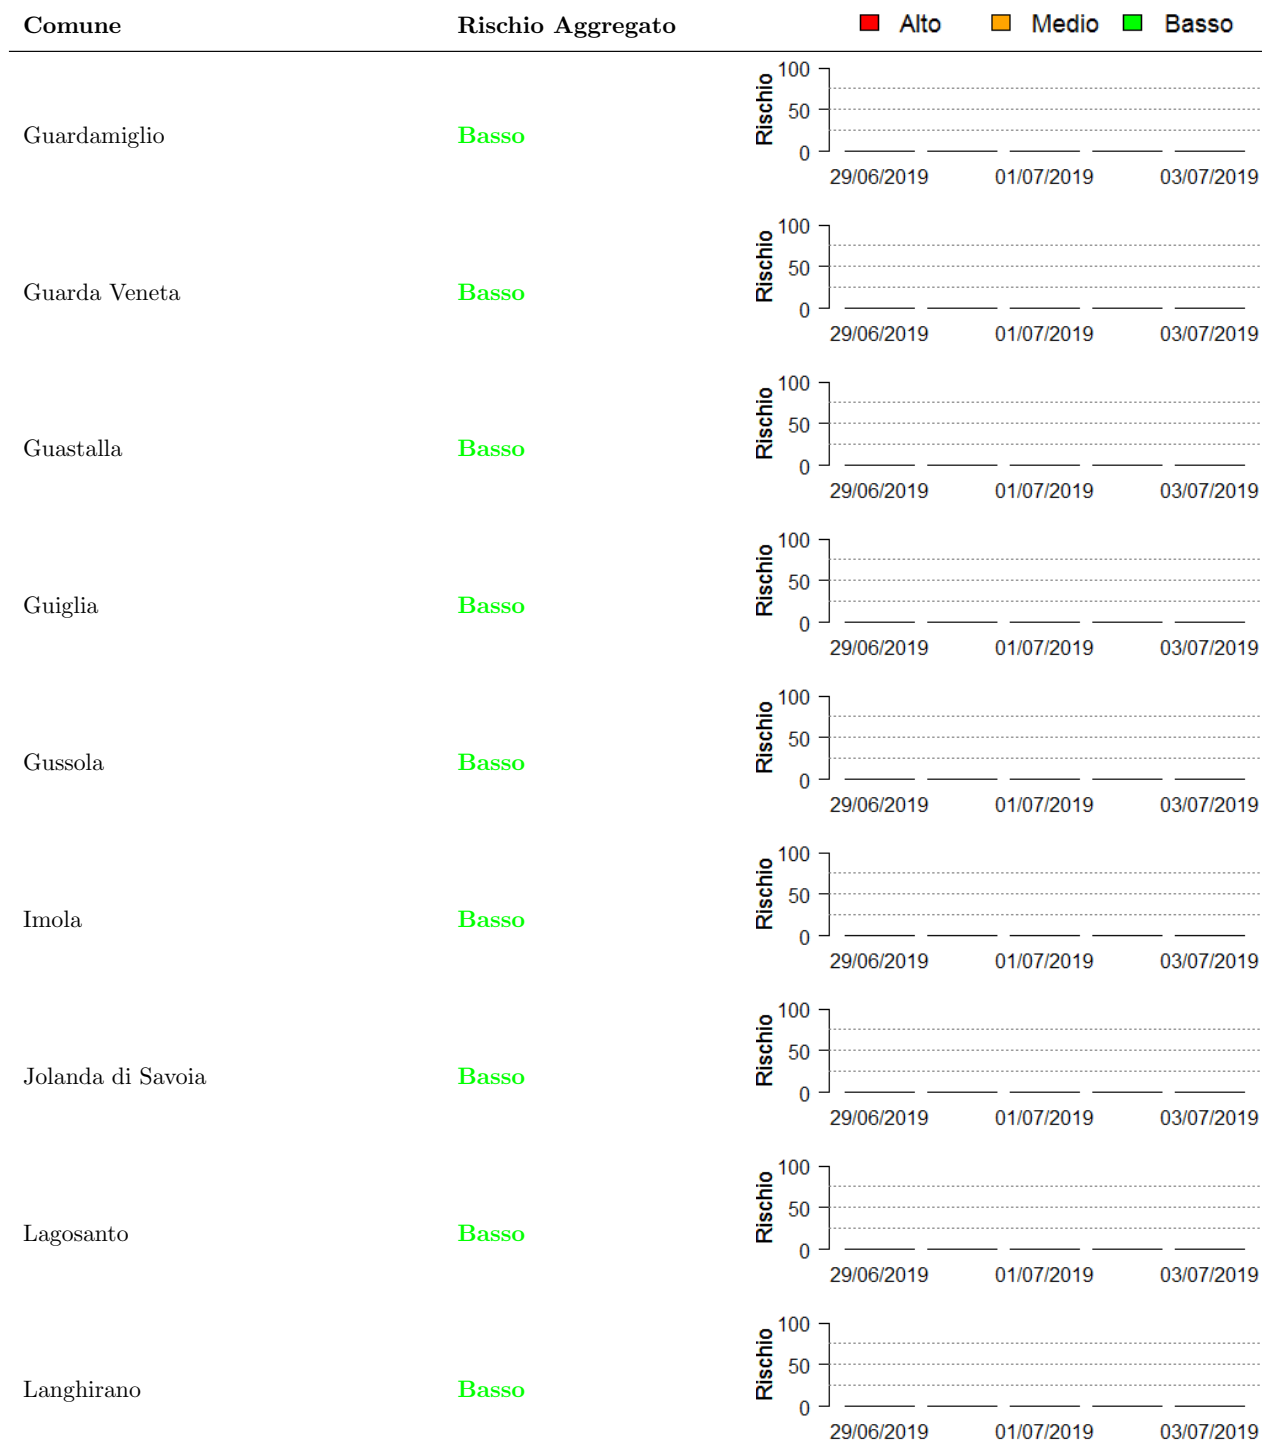 Comune Rischio Aggregato Alto Medio Basso
100
50
0
Rischio
Guardamiglio Basso
29/06/2019 01/07/2019 03/07/2019
100
50
0
Rischio
Guarda Veneta Basso
29/06/2019 01/07/2019 03/07/2019
100
50
0
Rischio
Guastalla Basso
29/06/2019 01/07/2019 03/07/2019
100
50
0
Rischio
Guiglia Basso
29/06/2019 01/07/2019 03/07/2019
100
50
0
Rischio
Gussola Basso
29/06/2019 01/07/2019 03/07/2019
100
50
0
Rischio
Imola Basso
29/06/2019 01/07/2019 03/07/2019
100
50
0
Rischio
Jolanda di Savoia Basso
29/06/2019 01/07/2019 03/07/2019
100
50
0
Rischio
Lagosanto Basso
29/06/2019 01/07/2019 03/07/2019
100
50
0
Rischio
Langhirano Basso
29/06/2019 01/07/2019 03/07/2019